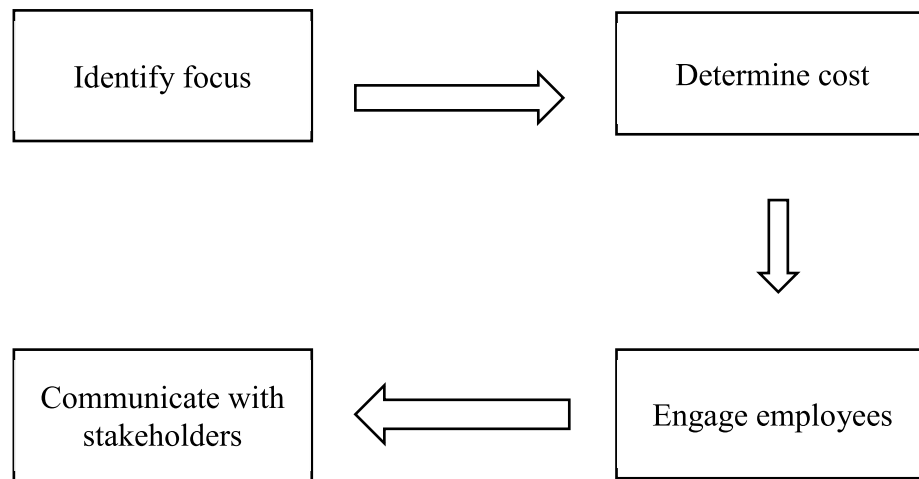 Identify focus
Determine cost
Engage employees
Communicate with
stakeholders